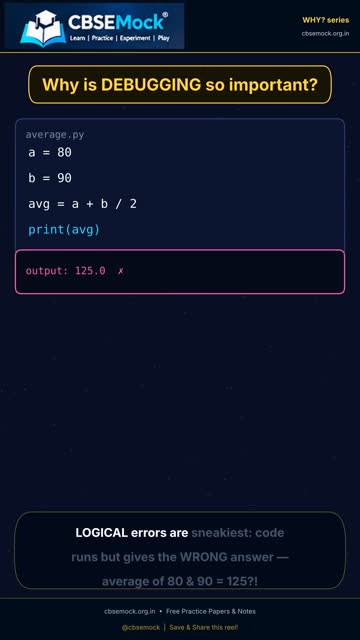 CBSEMock®
Learn | Practice | Experiment | Play
WHY? series
cbsemock.org.in
Why is DEBUGGING so important?
average.py
a = 80
b = 90
avg = a + b / 2
print(avg)
output: 125.0 ✗
LOGICAL errors are sneakiest: code
runs but gives the WRONG answer —
average of 80 & 90 = 125?!
cbsemock.org.in • Free Practice Papers & Notes
@cbsemock | Save & Share this reel!